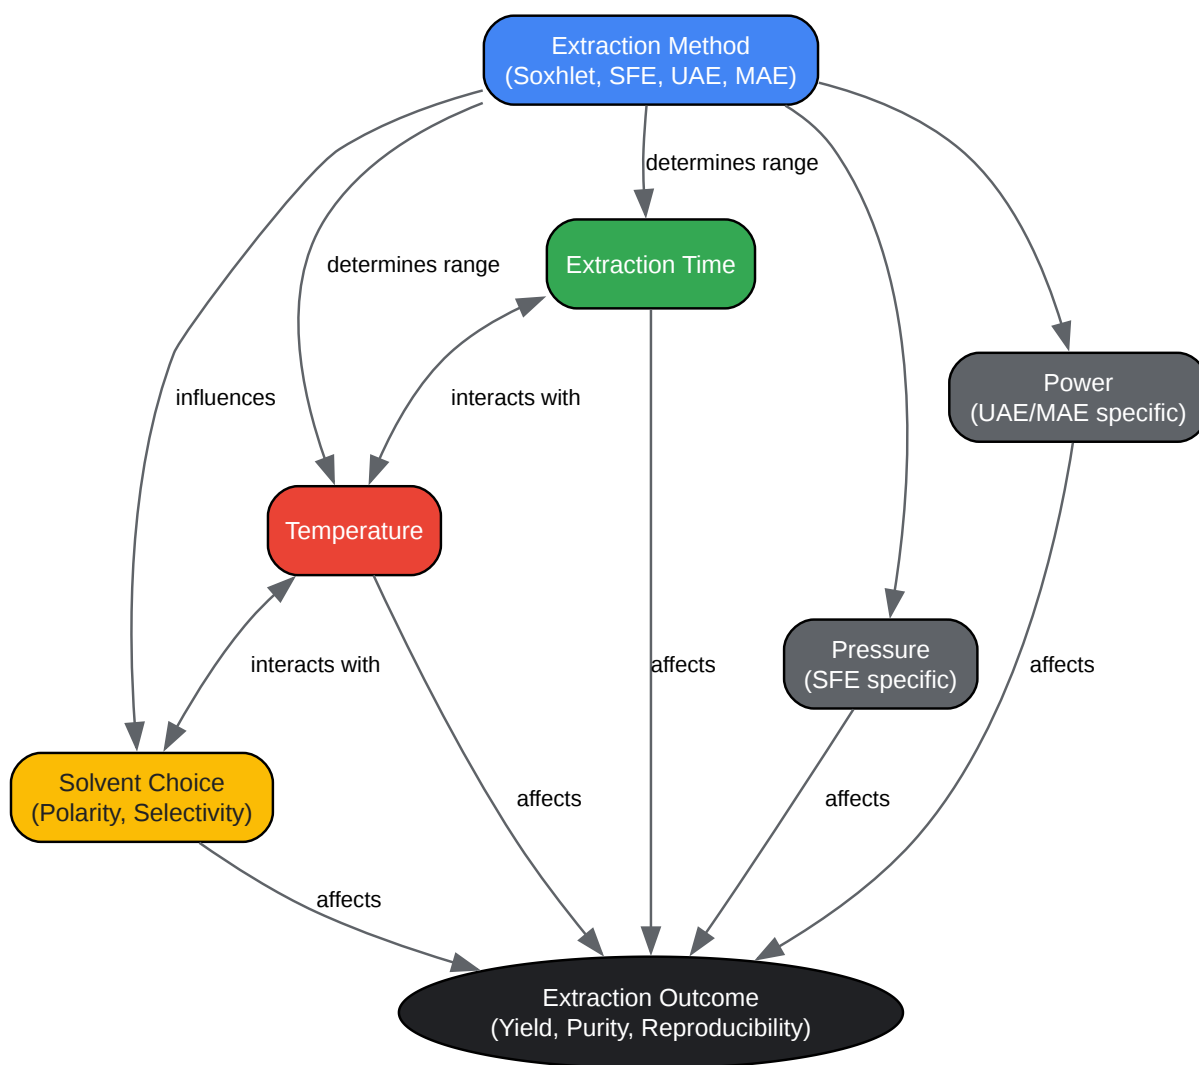 Extraction Method
(Soxhlet, SFE, UAE, MAE)
determines range
determines range
Extraction Time
influences
interacts with
Power
(UAE/MAE specific)
Temperature
interacts with
affects
Pressure
(SFE specific)
affects
Solvent Choice
(Polarity, Selectivity)
affects
affects
affects
Extraction Outcome
(Yield, Purity, Reproducibility)